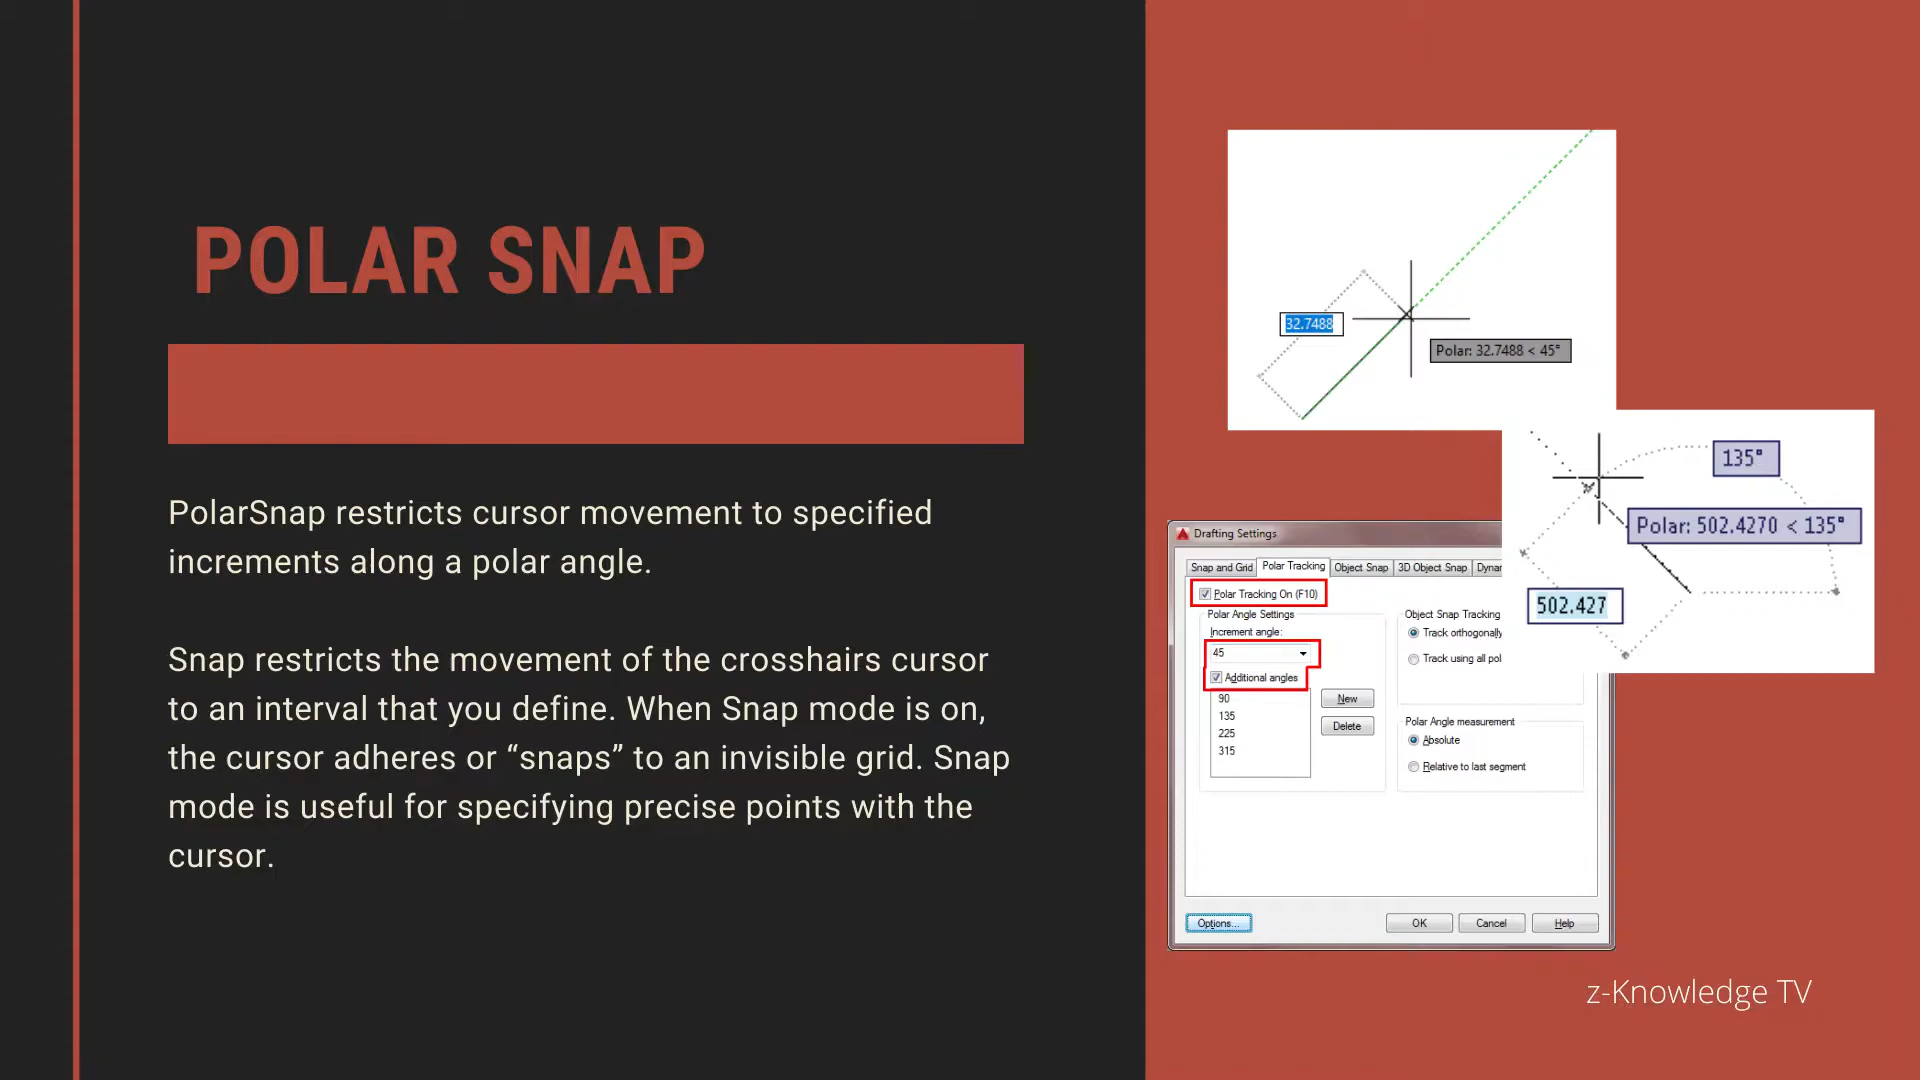 POLAR SNAP
PolarSnap restricts cursor movement to specified
increments along a polar angle.
Snap restricts the movement of the crosshairs cursor
to an interval that you define. When Snap mode is on,
the cursor adheres or “snaps” to an invisible grid. Snap
mode is useful for specifying precise points with the
cursor.
32.7488
Polar: 32.7488 < 45°
135°
Polar: 502.4270 < 135°
502.427
Drafting Settings
Snap and Grid
Polar Tracking
Object Snap
3D Object Snap
Dynar
Polar Tracking On (F10)
Polar Angle Settings
Increment angle:
45
Additional angles
90
135
225
315
New
Delete
Object Snap Tracking
Track orthogonally
Track using all pol
Polar Angle measurement
Absolute
Relative to last segment
Options...
OK
Cancel
Help
z-Knowledge TV